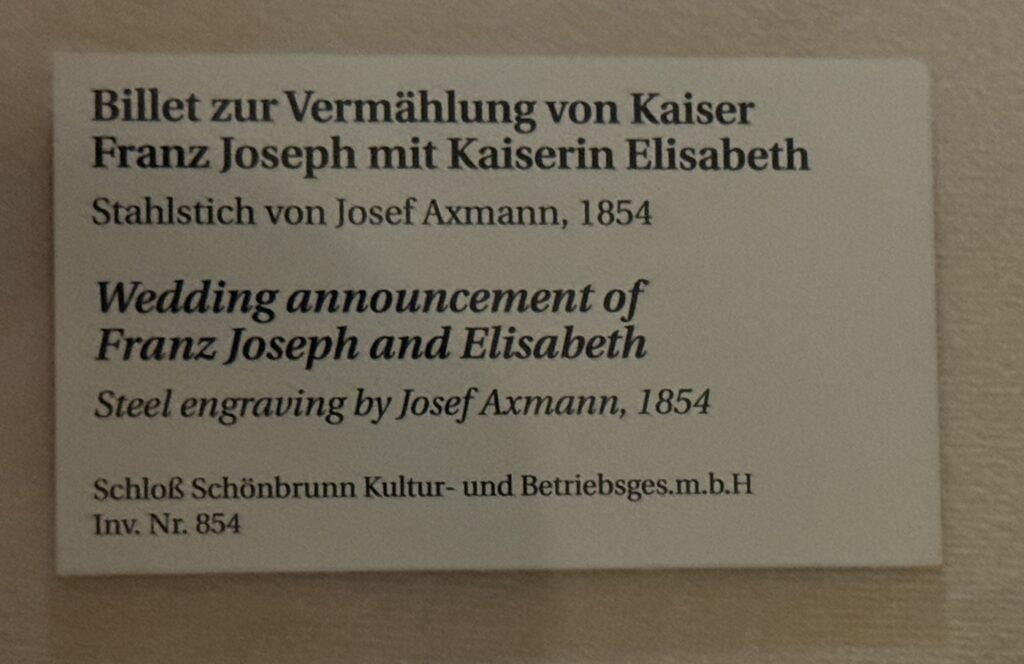 Billet zur Vermählung von Kaiser
Franz Joseph mit Kaiserin Elisabeth
Stahlstich von Josef Axmann, 1854
Wedding announcement of
Franz Joseph and Elisabeth
Steel engraving by Josef Axmann, 1854
Schloß Schönbrunn Kultur- und Betriebsges.m.b.H
Inv. Nr. 854